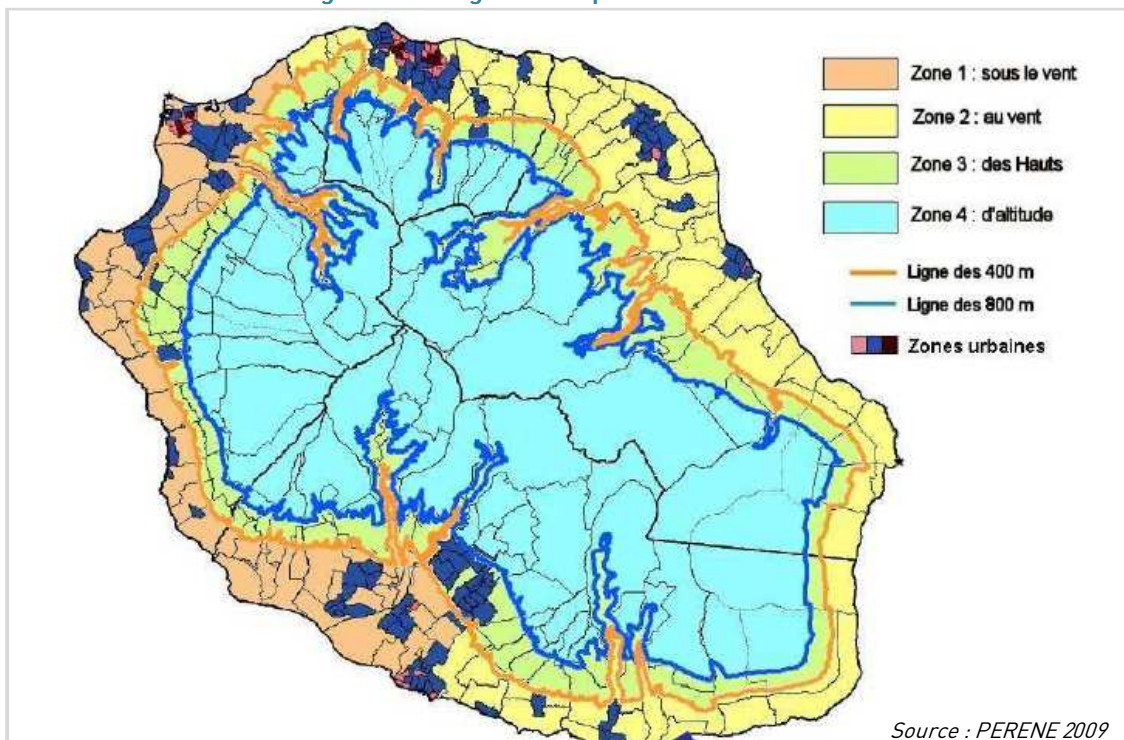 Zone 1 : sous le vent
Zone 2 : au vent
Zone 3 : des Hauts
Zone 4 : d'altitude
Ligne des 400 m
Ligne des 800 m
Zones urbaines
Source : PERENE 2009